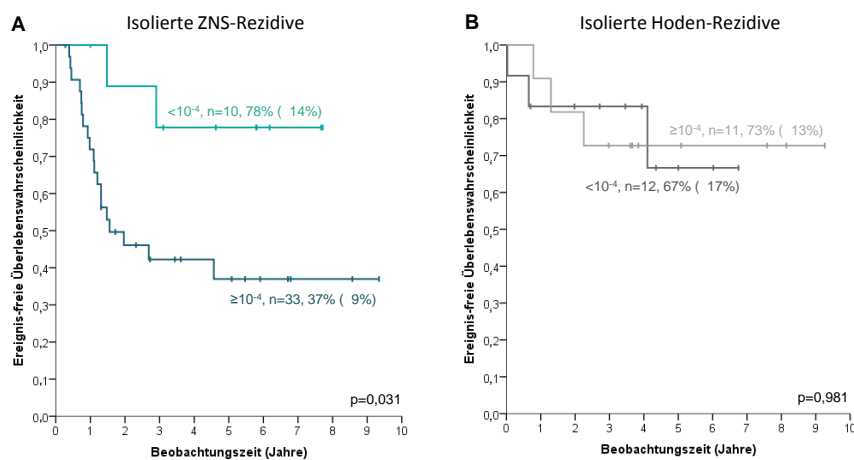 A
Isolierte ZNS-Rezidive
Ereignis-freie Überlebenswahrscheinlichkeit
1,0
0,9
0,8
0,7
0,6
0,5
0,4
0,3
0,2
0,1
0,0
<10⁻⁴, n=10, 78% ( 14%)
≥10⁻⁴, n=33, 37% ( 9%)
p=0,031
0 1 2 3 4 5 6 7 8 9 10
Beobachtungszeit (Jahre)
B
Isolierte Hoden-Rezidive
Ereignis-freie Überlebenswahrscheinlichkeit
1,0
0,9
0,8
0,7
0,6
0,5
0,4
0,3
0,2
0,1
0,0
≥10⁻⁴, n=11, 73% ( 13%)
<10⁻⁴, n=12, 67% ( 17%)
p=0,981
0 1 2 3 4 5 6 7 8 9 10
Beobachtungszeit (Jahre)